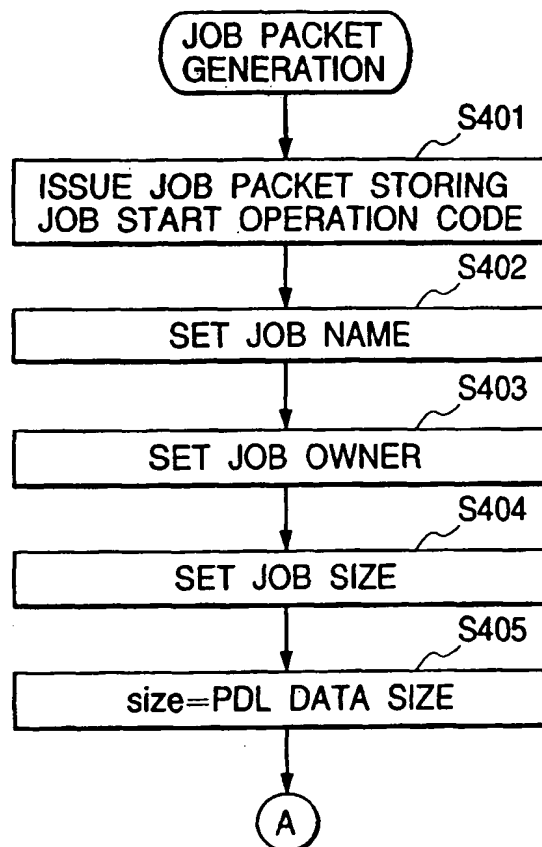 JOB PACKET
GENERATION
S401
ISSUE JOB PACKET STORING
JOB START OPERATION CODE
S402
SET JOB NAME
S403
SET JOB OWNER
S404
SET JOB SIZE
S405
size=PDL DATA SIZE
A